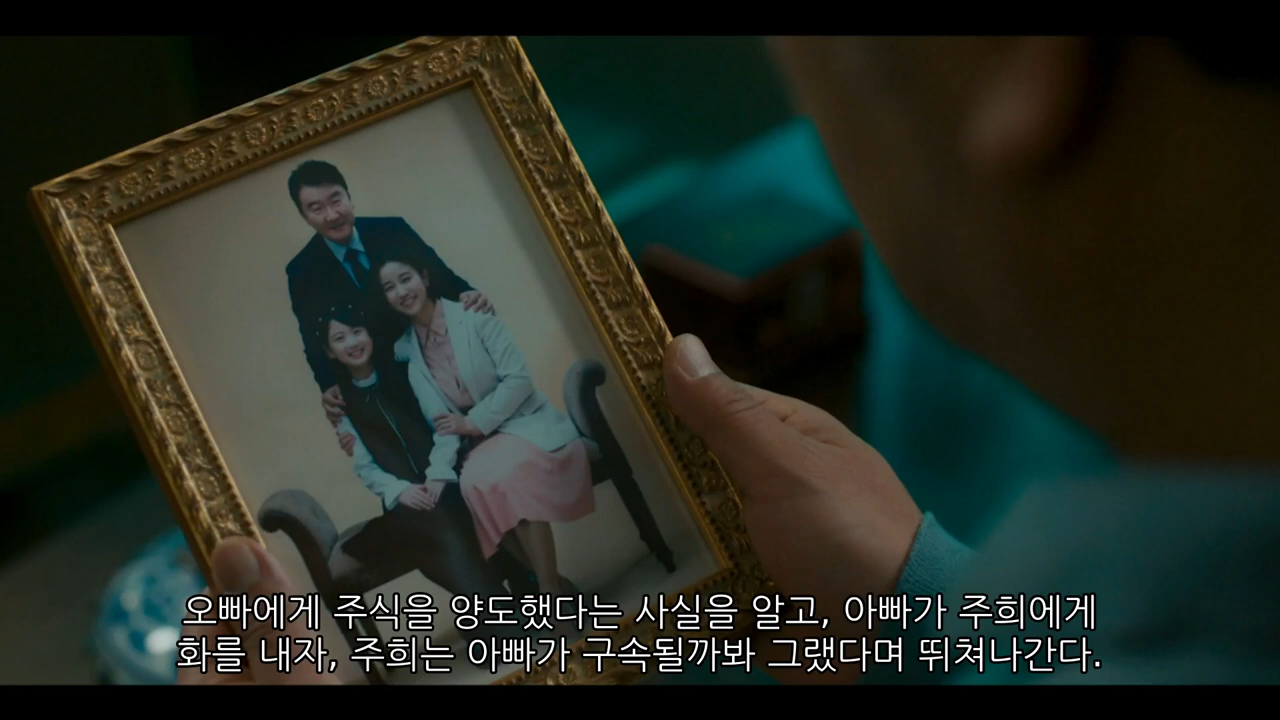 오빠에게 주식을 양도했다는 사실을 알고, 아빠가 주희에게
화를 내자, 주희는 아빠가 구속될까봐 그랬다며 뛰쳐나간다.